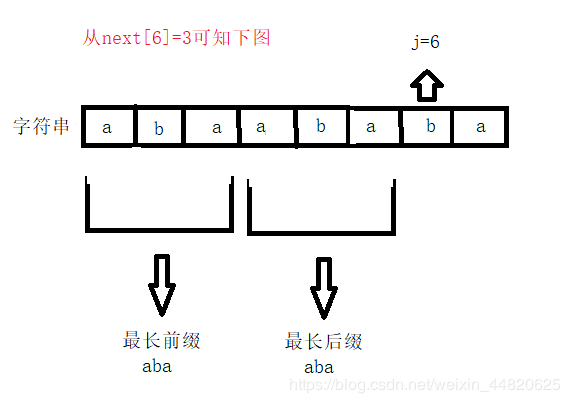 从next[6]=3可知下图
j=6
字符串 a b a a b a b a
最长前缀 最长后缀
aba aba
https://blog.csdn.net/weixin_44820625